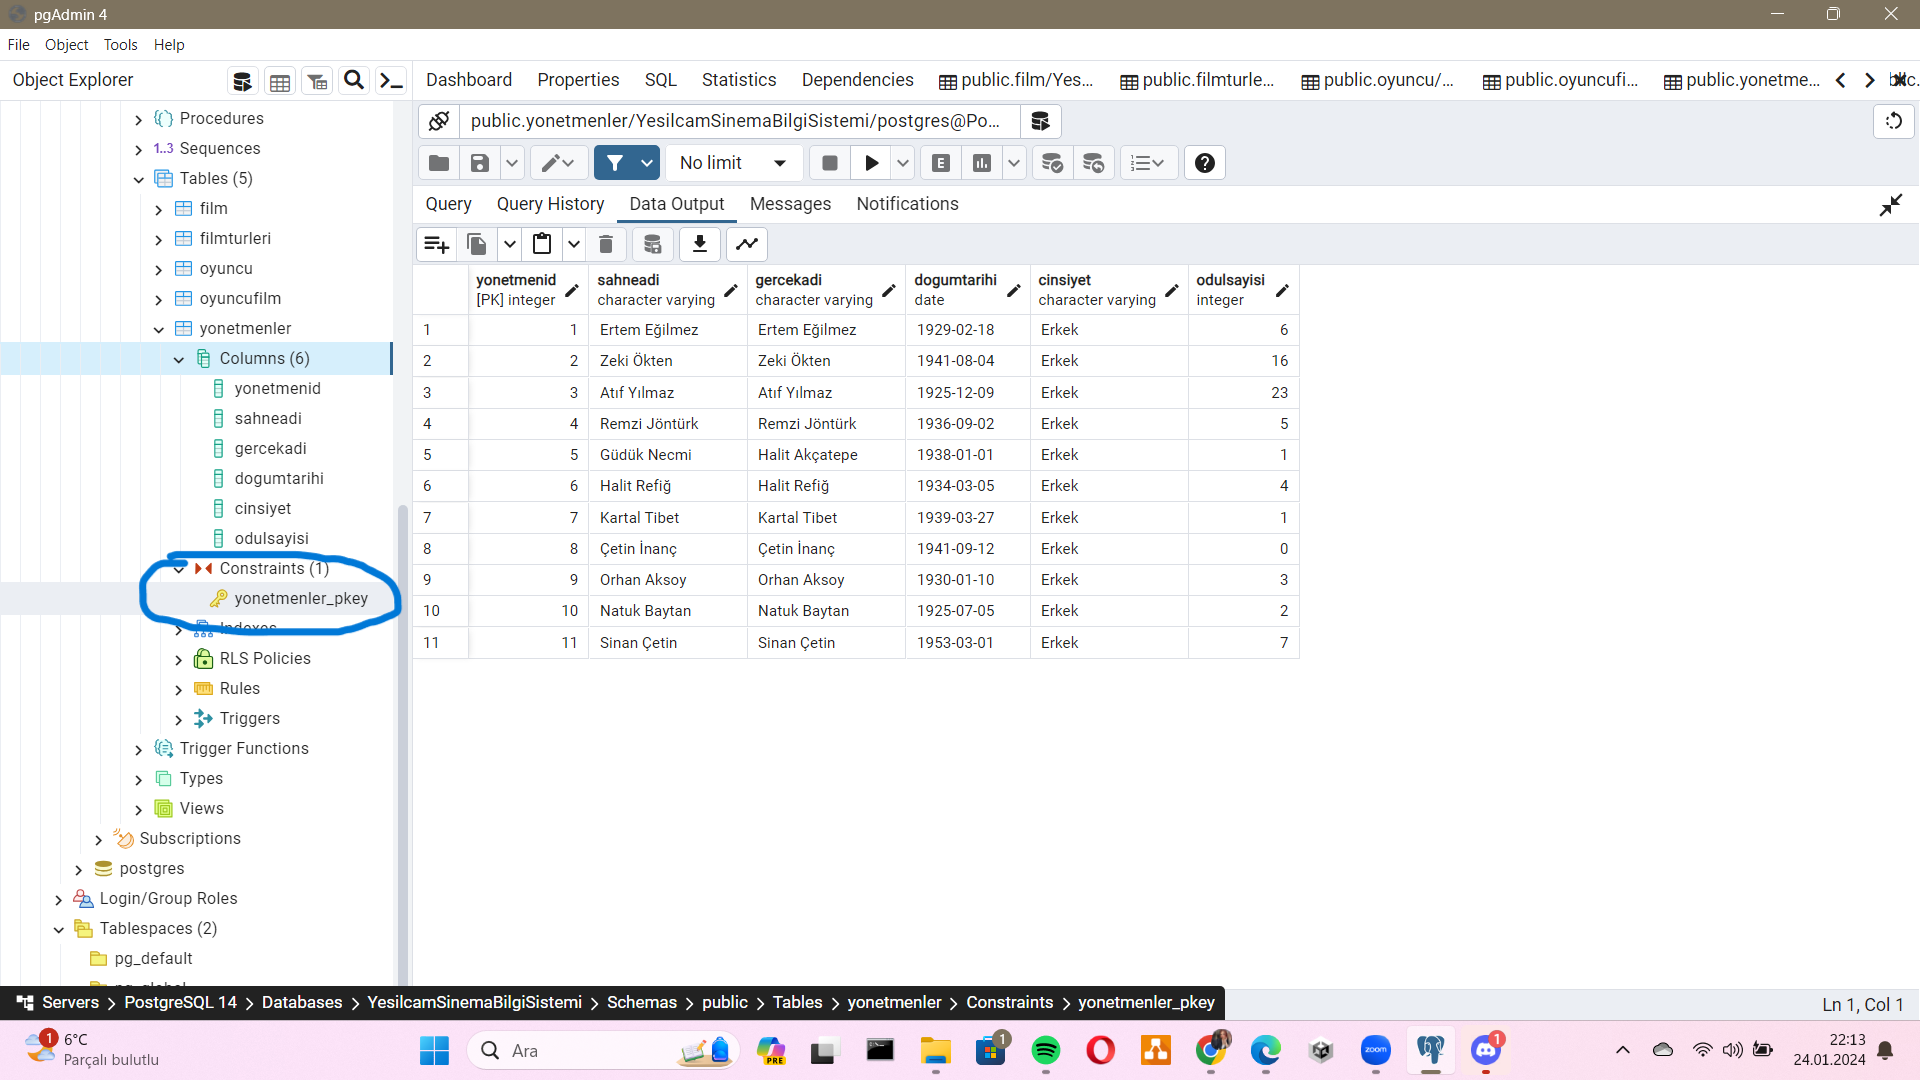 pgAdmin 4
File Object Tools Help
Object Explorer
Dashboard Properties SQL Statistics Dependencies public.film/Yes... public.filmturle... public.oyuncu/... public.oyuncufi... public.yonetme...
public.yonetmenler/YesilcamSinemaBilgiSistemi/postgres@Po...
No limit
Query Query History Data Output Messages Notifications
Procedures
1..3 Sequences
Tables (5)
film
filmturleri
oyuncu
oyuncufilm
yonetmenler
Columns (6)
yonetmenid
sahneadi
gercekadi
dogumtarihi
cinsiyet
odulsayisi
Constraints (1)
yonetmenler_pkey
Indexes
RLS Policies
Rules
Triggers
Trigger Functions
Types
Views
Subscriptions
postgres
Login/Group Roles
Tablespaces (2)
pg_default
pg_global
yonetmenid sahneadi gercekadi dogumtarihi cinsiyet odulsayisi
[PK] integer character varying character varying date character varying integer
1 1 Ertem Eğilmez Ertem Eğilmez 1929-02-18 Erkek 6
2 2 Zeki Ökten Zeki Ökten 1941-08-04 Erkek 16
3 3 Atıf Yılmaz Atıf Yılmaz 1925-12-09 Erkek 23
4 4 Remzi Jöntürk Remzi Jöntürk 1936-09-02 Erkek 5
5 5 Güdük Necmi Halit Akçatepe 1938-01-01 Erkek 1
6 6 Halit Refiğ Halit Refiğ 1934-03-05 Erkek 4
7 7 Kartal Tibet Kartal Tibet 1939-03-27 Erkek 1
8 8 Çetin İnanç Çetin İnanç 1941-09-12 Erkek 0
9 9 Orhan Aksoy Orhan Aksoy 1930-01-10 Erkek 3
10 10 Natuk Baytan Natuk Baytan 1925-07-05 Erkek 2
11 11 Sinan Çetin Sinan Çetin 1953-03-01 Erkek 7
Servers > PostgreSQL 14 > Databases > YesilcamSinemaBilgiSistemi > Schemas > public > Tables > yonetmenler > Constraints > yonetmenler_pkey
Ln 1, Col 1
1
6°C
Parçalı bulutlu
Ara
PRE
1
zoom
1
22:13
24.01.2024